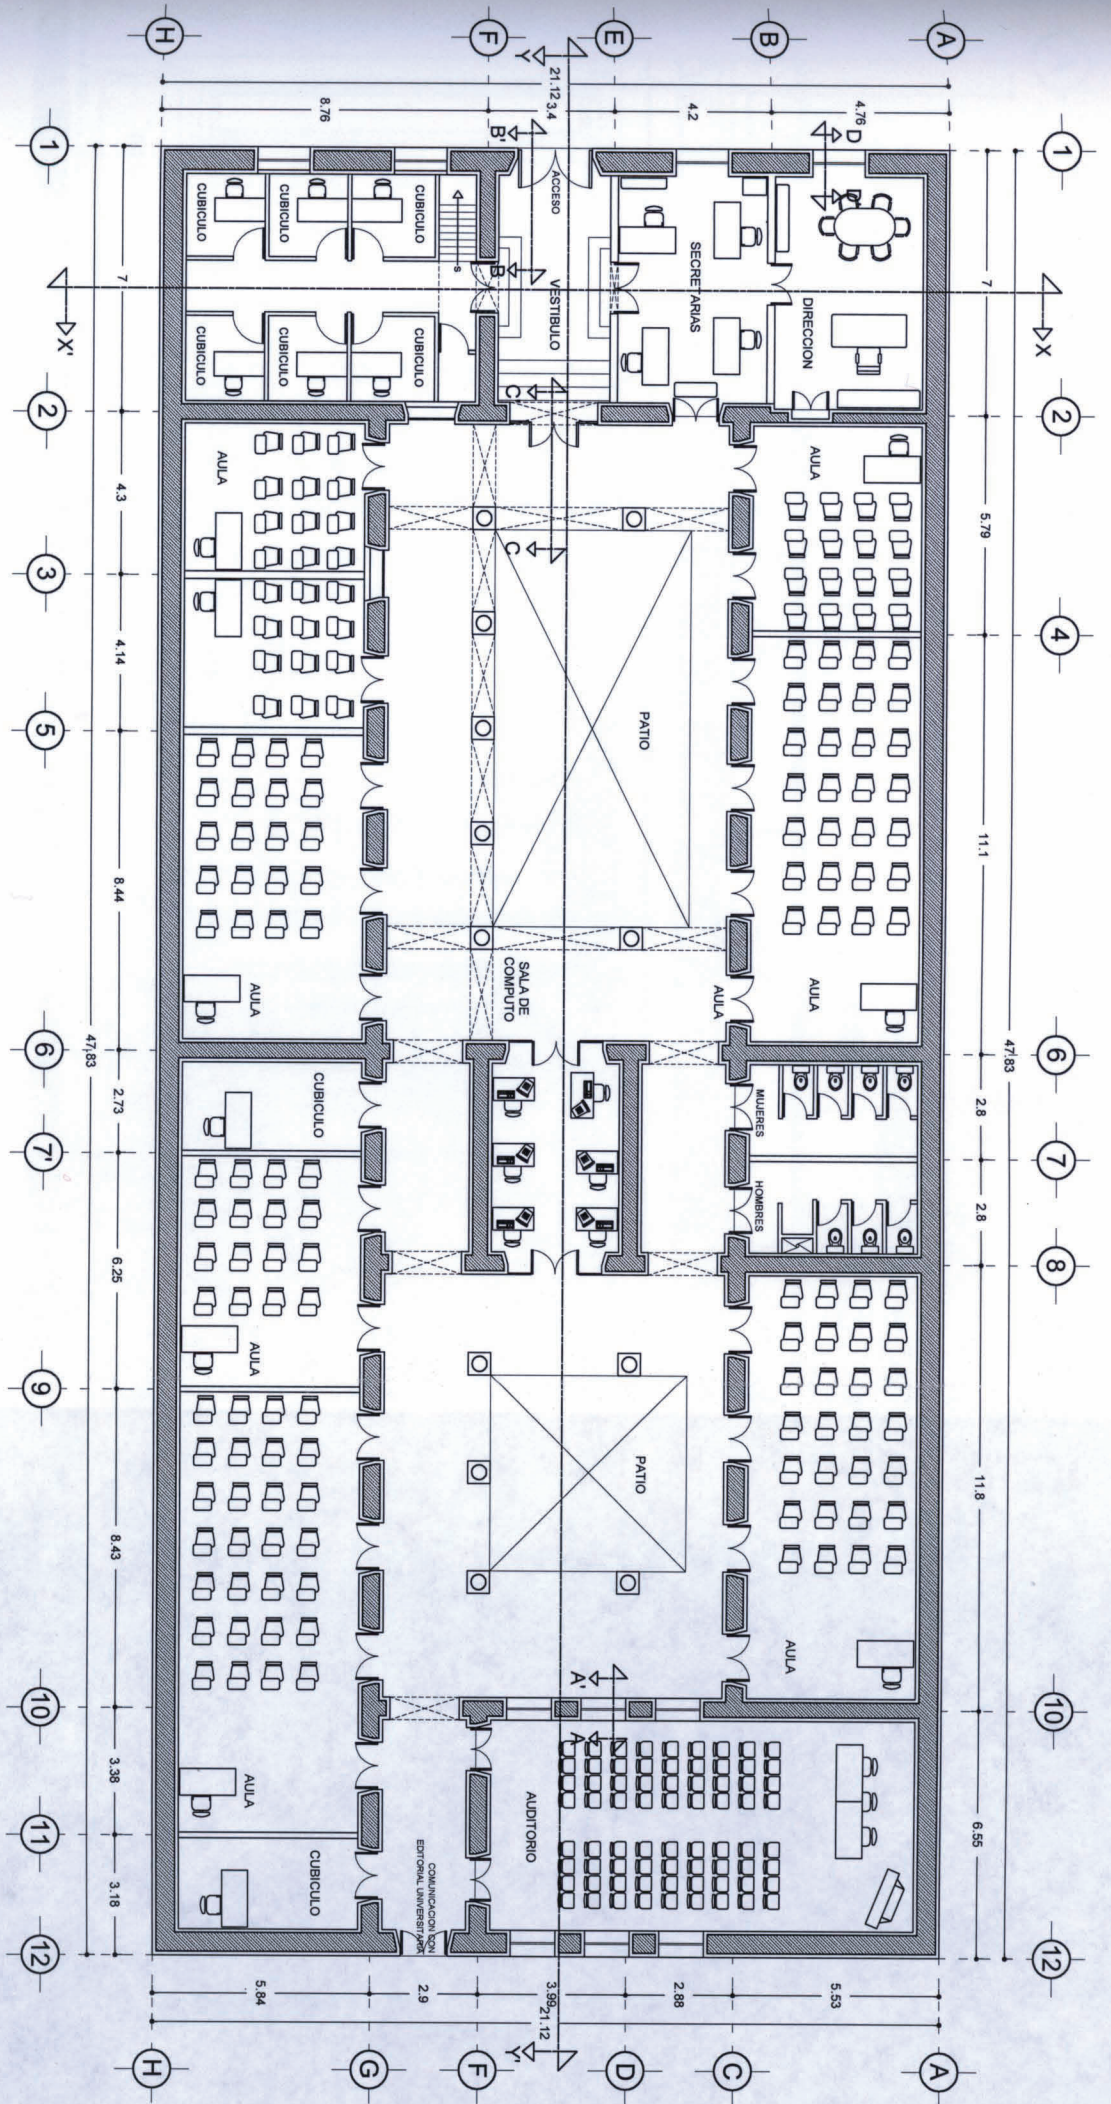 H
F
E
B
A
Y
21.12
8.76
3.4
4.2
4.76
B'
D
1
1
ACCESO
CUBICULO
CUBICULO
CUBICULO
S
SECRETARIAS
B
VESTIBULO
DIRECCION
7
7
X'
X
CUBICULO
CUBICULO
CUBICULO
C'
2
2
AULA
AULA
4.3
5.79
C
3
4
4.14
5
PATIO
8.44
11.1
AULA
SALA DE
COMPUTO
AULA
AULA
47.83
47.83
6
6
CUBICULO
MUJERES
2.73
2.8
7'
7
HOMBRES
2.8
6.25
8
AULA
9
PATIO
8.43
11.8
AULA
A'
10
10
A
AULA
3.38
AUDITORIO
6.55
11
CUBICULO
COMUNICACION CON
EDITORIAL UNIVERSITARIA
3.18
12
12
5.84
2.9
3.99
2.88
5.53
21.12
Y'
H
G
F
D
C
A